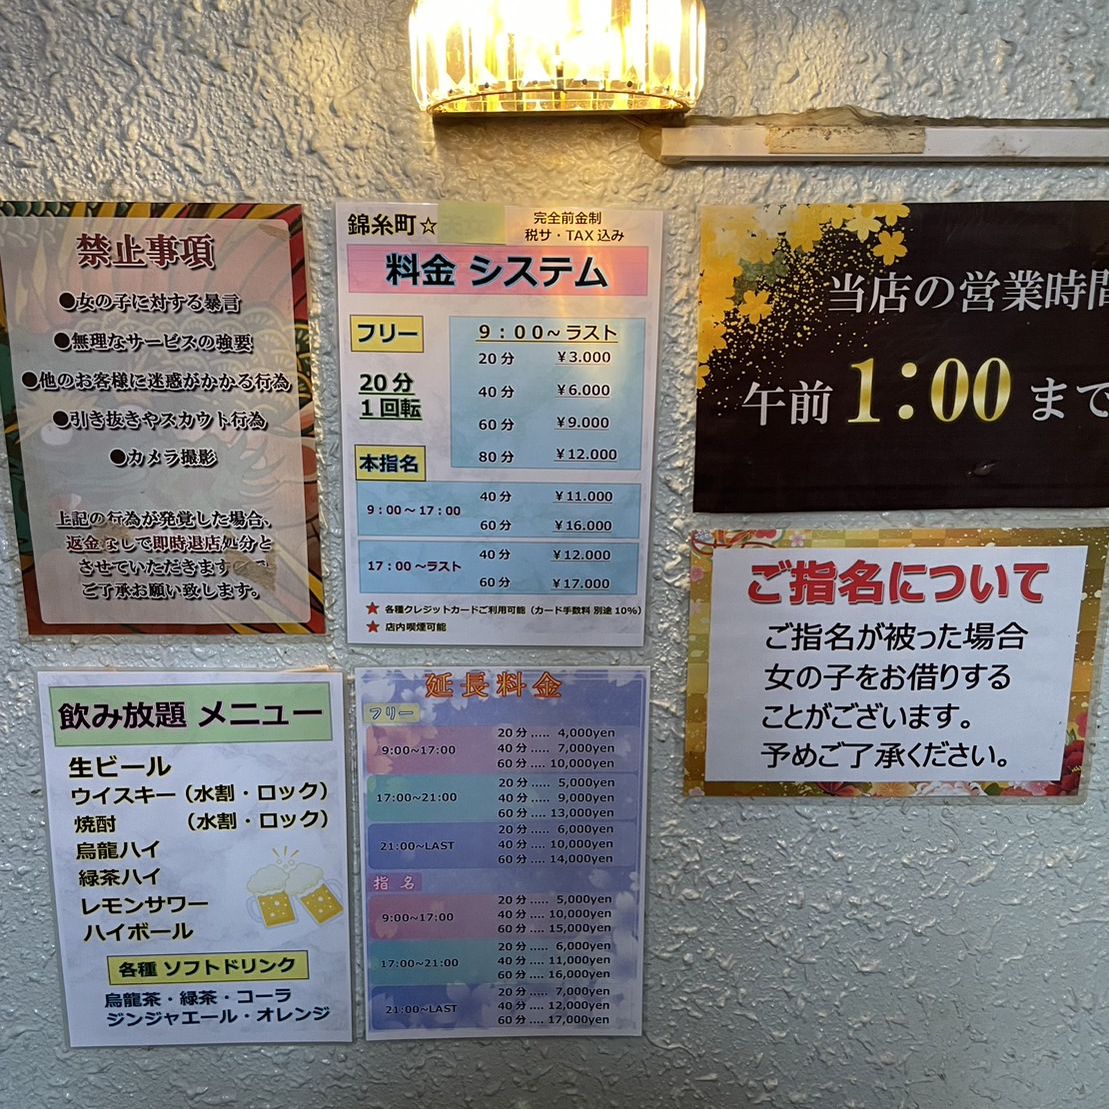 禁止事項
●女の子に対する暴言
●無理なサービスの強要
●他のお客様に迷惑がかかる行為
●引き抜きやスカウト行為
●カメラ撮影
上記の行為が発覚した場合、
返金なしで即時退店処分と
させていただきます
ご了承お願い致します。
錦糸町☆
完全前金制
税サ・TAX込み
料金 システム
フリー
20分
1回転
9:00~ラスト
20分 ¥3.000
40分 ¥6.000
60分 ¥9.000
80分 ¥12.000
本指名
9:00~17:00
40分 ¥11.000
60分 ¥16.000
17:00~ラスト
40分 ¥12.000
60分 ¥17.000
★ 各種クレジットカードご利用可能（カード手数料 別途 10%）
★ 店内喫煙可能
当店の営業時間
午前 1:00 まで
ご指名について
ご指名が被った場合
女の子をお借りする
ことがございます。
予めご了承ください。
飲み放題 メニュー
生ビール
ウイスキー（水割・ロック）
焼酎 （水割・ロック）
烏龍ハイ
緑茶ハイ
レモンサワー
ハイボール
各種 ソフトドリンク
烏龍茶・緑茶・コーラ
ジンジャエール・オレンジ
延長料金
フリー
9:00~17:00
20分..... 4,000yen
40分..... 7,000yen
60分.... 10,000yen
17:00~21:00
20分..... 5,000yen
40分..... 9,000yen
60分.... 13,000yen
21:00~LAST
20分..... 6,000yen
40分.... 10,000yen
60分.... 14,000yen
指名
9:00~17:00
20分..... 5,000yen
40分.... 10,000yen
60分.... 15,000yen
17:00~21:00
20分..... 6,000yen
40分.... 11,000yen
60分.... 16,000yen
21:00~LAST
20分..... 7,000yen
40分.... 12,000yen
60分.... 17,000yen